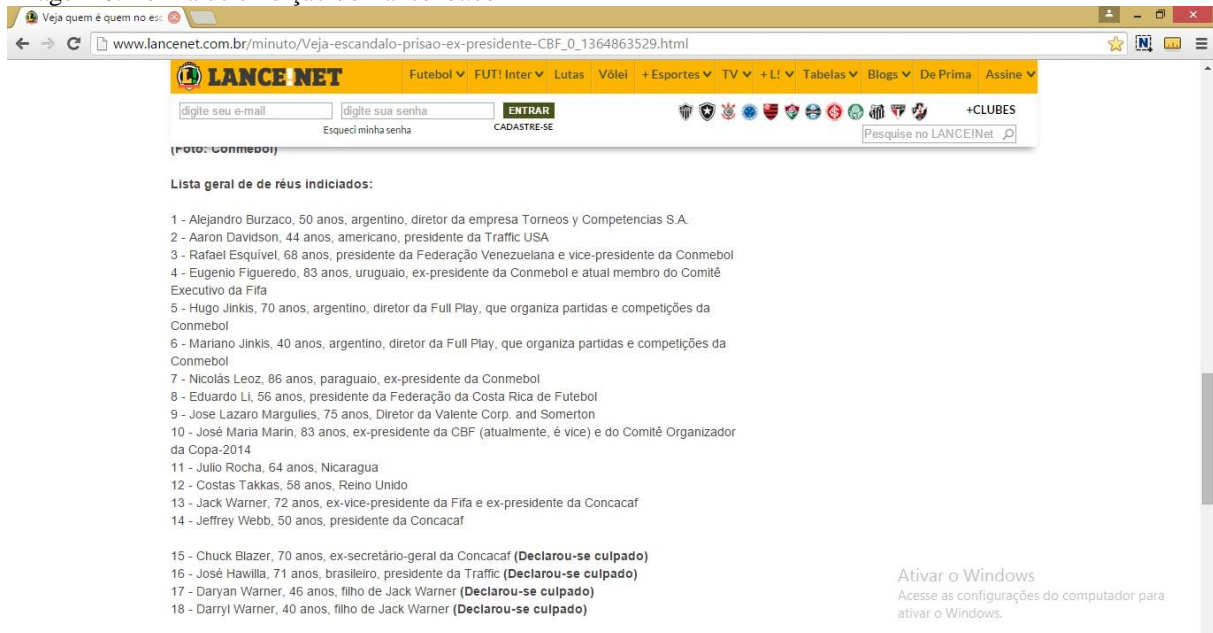 Veja quem é quem no esc
www.lancenet.com.br/minuto/Veja-escandalo-prisao-ex-presidente-CBF_0_1364863529.html
LANCE!NET
Futebol FUT! Inter Lutas Vôlei + Esportes TV + L! Tabelas Blogs De Prima Assine
digite seu e-mail digite sua senha ENTRAR +CLUBES
Esqueci minha senha CADASTRE-SE Pesquise no LANCE!Net
(Foto: Conmebol)
Lista geral de de réus indiciados:
1 - Alejandro Burzaco, 50 anos, argentino, diretor da empresa Torneos y Competencias S.A.
2 - Aaron Davidson, 44 anos, americano, presidente da Traffic USA
3 - Rafael Esquível, 68 anos, presidente da Federação Venezuelana e vice-presidente da Conmebol
4 - Eugenio Figueredo, 83 anos, uruguaio, ex-presidente da Conmebol e atual membro do Comitê
Executivo da Fifa
5 - Hugo Jinkis, 70 anos, argentino, diretor da Full Play, que organiza partidas e competições da
Conmebol
6 - Mariano Jinkis, 40 anos, argentino, diretor da Full Play, que organiza partidas e competições da
Conmebol
7 - Nicolás Leoz, 86 anos, paraguaio, ex-presidente da Conmebol
8 - Eduardo Li, 56 anos, presidente da Federação da Costa Rica de Futebol
9 - Jose Lazaro Margulies, 75 anos, Diretor da Valente Corp. and Somerton
10 - José Maria Marin, 83 anos, ex-presidente da CBF (atualmente, é vice) e do Comitê Organizador
da Copa-2014
11 - Julio Rocha, 64 anos, Nicaragua
12 - Costas Takkas, 58 anos, Reino Unido
13 - Jack Warner, 72 anos, ex-vice-presidente da Fifa e ex-presidente da Concacaf
14 - Jeffrey Webb, 50 anos, presidente da Concacaf
15 - Chuck Blazer, 70 anos, ex-secretário-geral da Concacaf (Declarou-se culpado)
16 - José Hawilla, 71 anos, brasileiro, presidente da Traffic (Declarou-se culpado)
17 - Daryan Warner, 46 anos, filho de Jack Warner (Declarou-se culpado)
18 - Darryl Warner, 40 anos, filho de Jack Warner (Declarou-se culpado)
Ativar o Windows
Acesse as configurações do computador para
ativar o Windows.